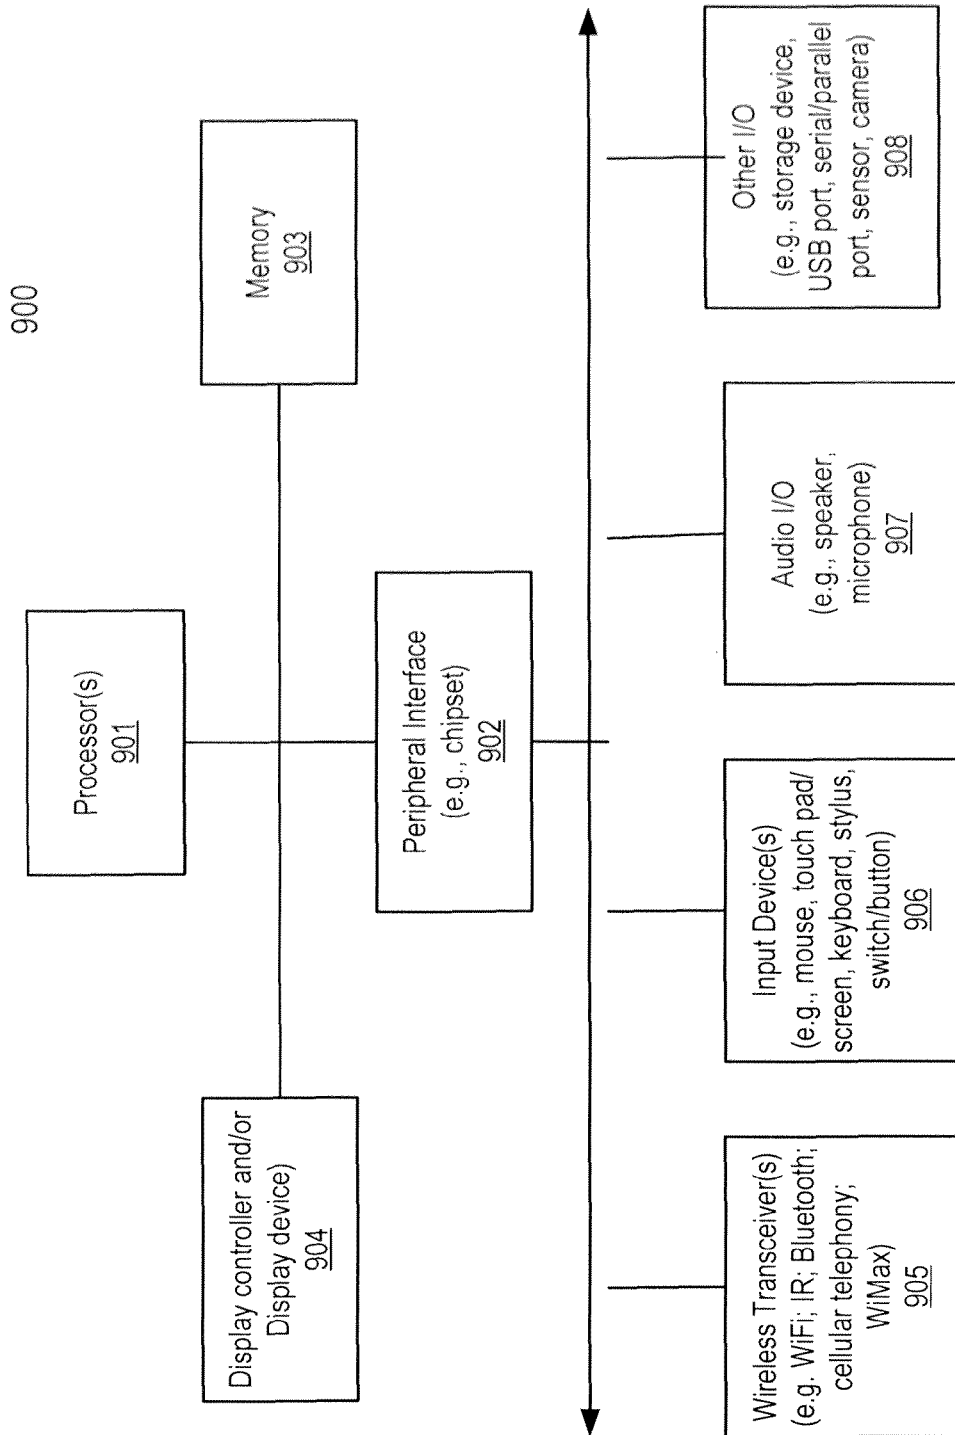 900
Processor(s)
901
Memory
903
Display controller and/or
Display device)
904
Peripheral Interface
(e.g., chipset)
902
Wireless Transceiver(s)
(e.g. WiFi; IR; Bluetooth;
cellular telephony;
WiMax)
905
Input Device(s)
(e.g., mouse, touch pad/
screen, keyboard, stylus,
switch/button)
906
Audio I/O
(e.g., speaker,
microphone)
907
Other I/O
(e.g., storage device,
USB port, serial/parallel
port, sensor, camera)
908